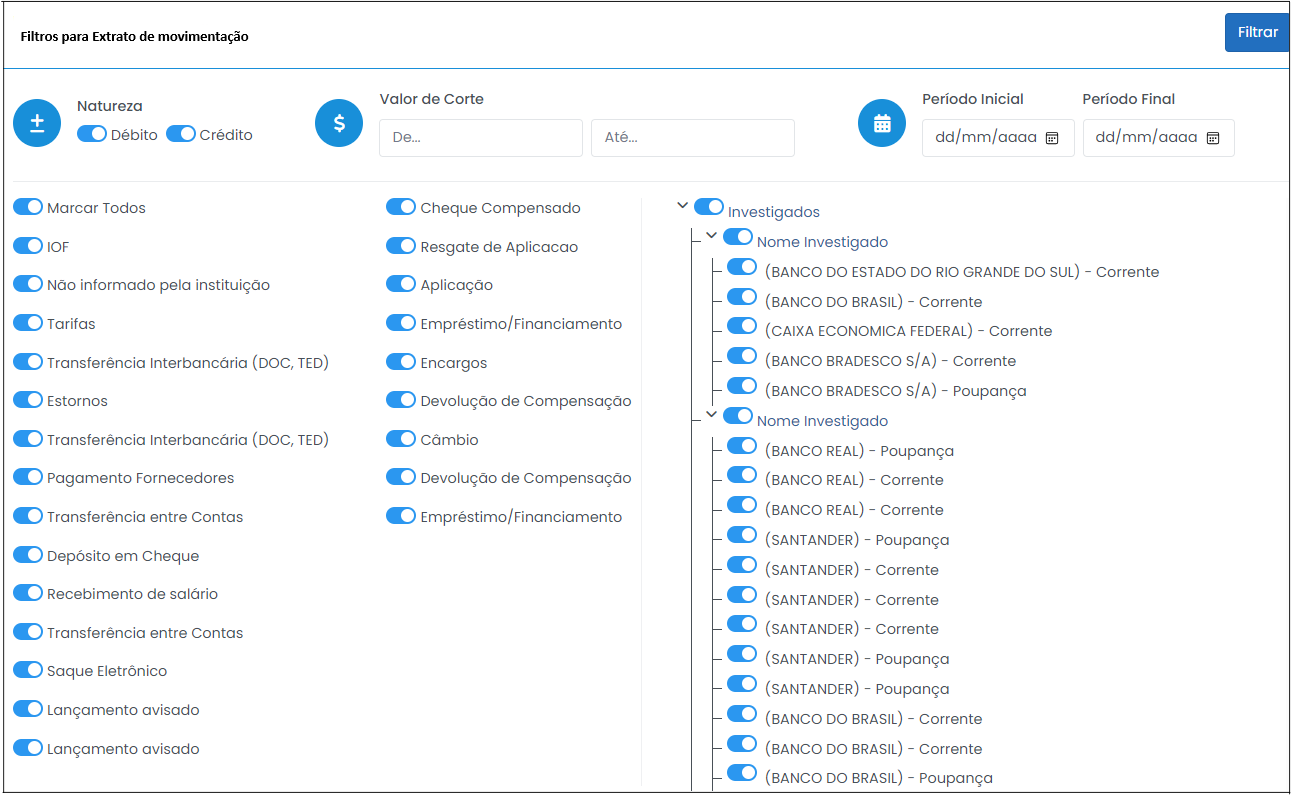 Filtros para Extrato de movimentação
Filtrar
Natureza
Débito
Crédito
Valor de Corte
De...
Até...
Período Inicial
dd/mm/aaaa
Período Final
dd/mm/aaaa
Marcar Todos
IOF
Não informado pela instituição
Tarifas
Transferência Interbancária (DOC, TED)
Estornos
Transferência Interbancária (DOC, TED)
Pagamento Fornecedores
Transferência entre Contas
Depósito em Cheque
Recebimento de salário
Transferência entre Contas
Saque Eletrônico
Lançamento avisado
Lançamento avisado
Cheque Compensado
Resgate de Aplicacao
Aplicação
Empréstimo/Financiamento
Encargos
Devolução de Compensação
Câmbio
Devolução de Compensação
Empréstimo/Financiamento
Investigados
Nome Investigado
(BANCO DO ESTADO DO RIO GRANDE DO SUL) - Corrente
(BANCO DO BRASIL) - Corrente
(CAIXA ECONOMICA FEDERAL) - Corrente
(BANCO BRADESCO S/A) - Corrente
(BANCO BRADESCO S/A) - Poupança
Nome Investigado
(BANCO REAL) - Poupança
(BANCO REAL) - Corrente
(BANCO REAL) - Corrente
(SANTANDER) - Poupança
(SANTANDER) - Corrente
(SANTANDER) - Corrente
(SANTANDER) - Corrente
(SANTANDER) - Poupança
(SANTANDER) - Poupança
(BANCO DO BRASIL) - Corrente
(BANCO DO BRASIL) - Corrente
(BANCO DO BRASIL) - Poupança